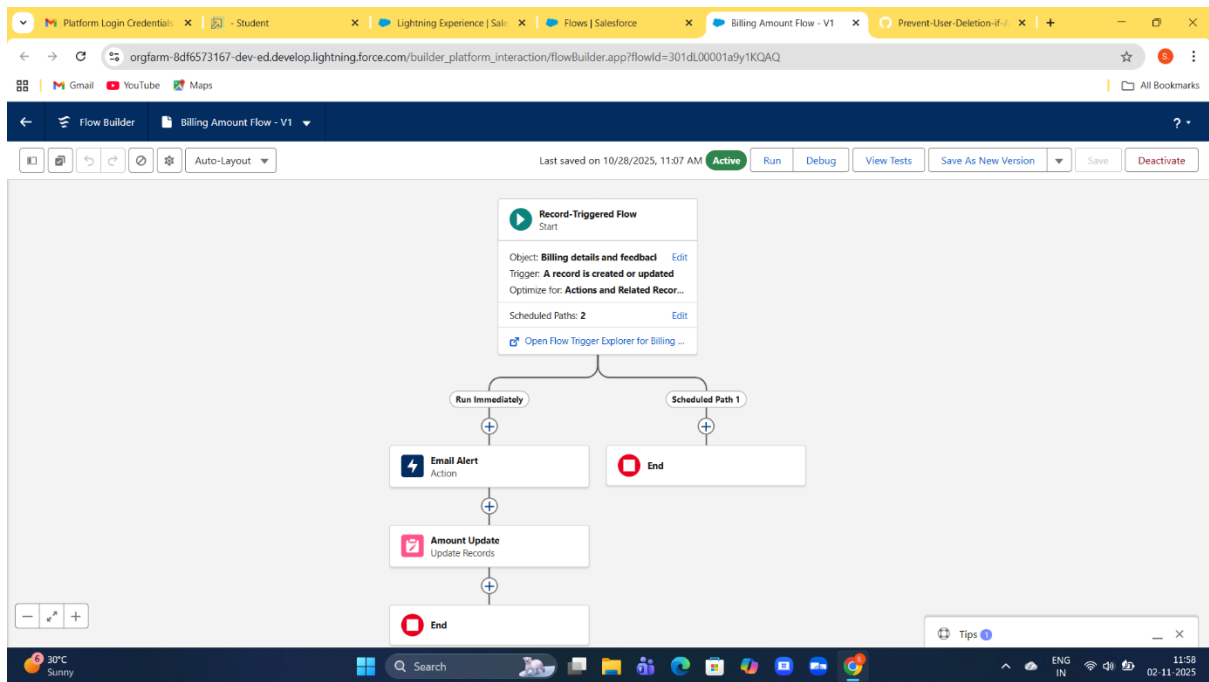 Platform Login Credentials
- Student
Lightning Experience | Sale
Flows | Salesforce
Billing Amount Flow - V1
Prevent-User-Deletion-if-A
orgfarm-8df6573167-dev-ed.develop.lightning.force.com/builder_platform_interaction/flowBuilder.app?flowId=301dL00001a9y1KQAQ
S
Gmail
YouTube
Maps
All Bookmarks
Flow Builder
Billing Amount Flow - V1
?
Auto-Layout
Last saved on 10/28/2025, 11:07 AM
Active
Run
Debug
View Tests
Save As New Version
Save
Deactivate
Record-Triggered Flow
Start
Object: Billing details and feedback Edit
Trigger: A record is created or updated
Optimize for: Actions and Related Recor...
Scheduled Paths: 2 Edit
Open Flow Trigger Explorer for Billing ...
Run Immediately
Scheduled Path 1
Email Alert
Action
End
Amount Update
Update Records
End
Tips 1
6
30°C
Sunny
Search
ENG
IN
11:58
02-11-2025